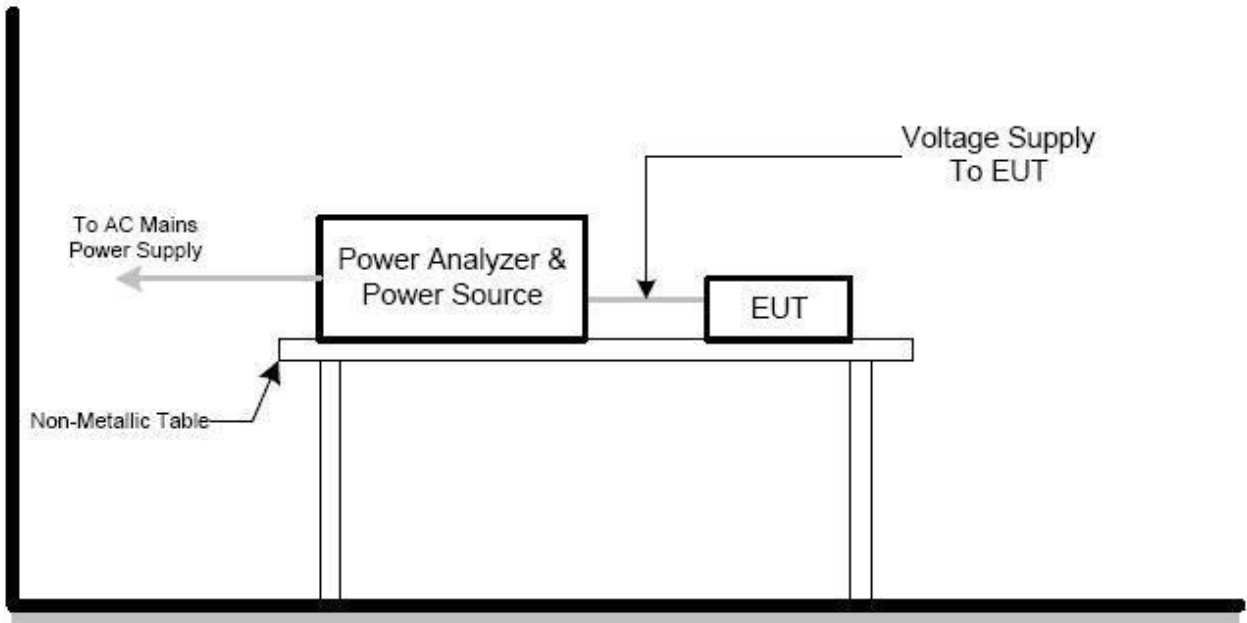 Voltage Supply
To EUT
To AC Mains
Power Supply
Power Analyzer &
Power Source
EUT
Non-Metallic Table